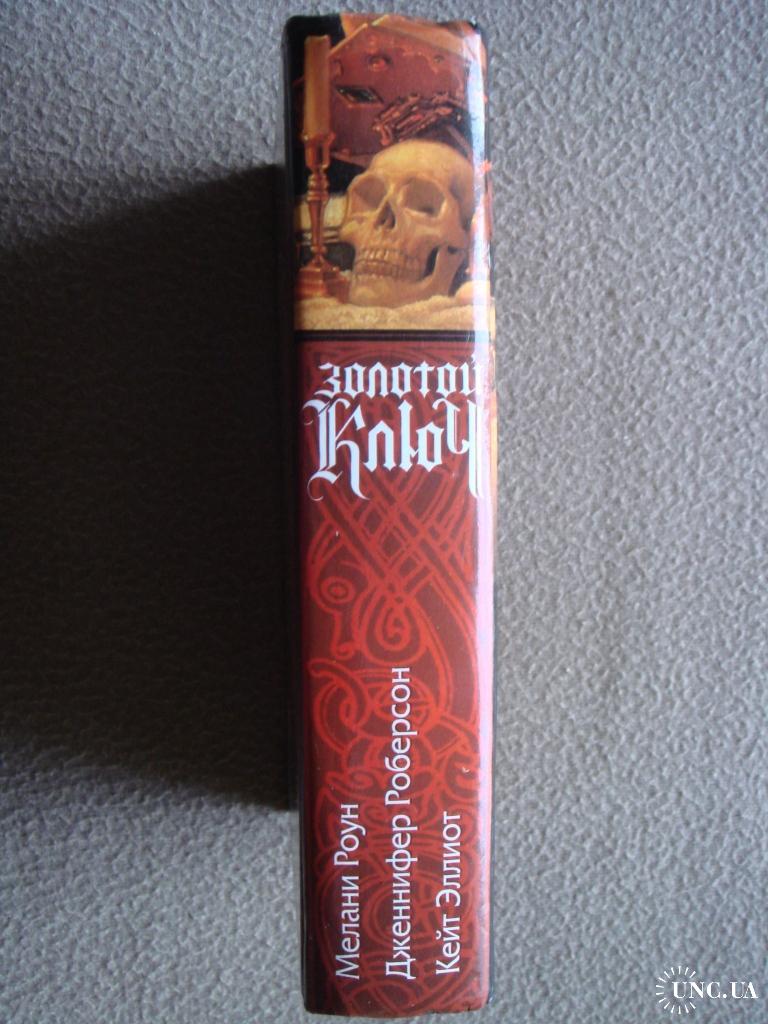 золотой
Ключ
Мелани Роун
Дженнифер Роберсон
Кейт Эллиот
UNC.UA